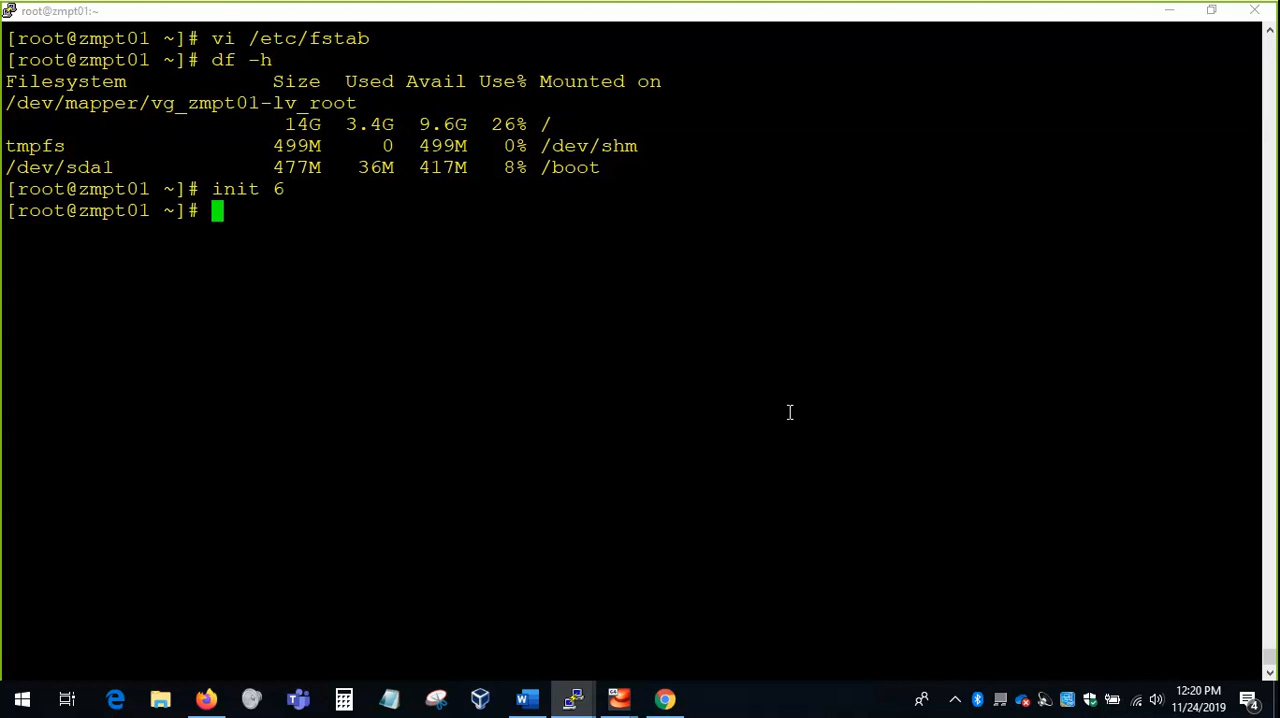 root@zmpt01:~
[root@zmpt01 ~]# vi /etc/fstab
[root@zmpt01 ~]# df -h
Filesystem            Size  Used Avail Use% Mounted on
/dev/mapper/vg_zmpt01-lv_root
                       14G  3.4G  9.6G  26% /
tmpfs                 499M     0  499M   0% /dev/shm
/dev/sda1             477M   36M  417M   8% /boot
[root@zmpt01 ~]# init 6
[root@zmpt01 ~]#
12:20 PM
11/24/2019
4